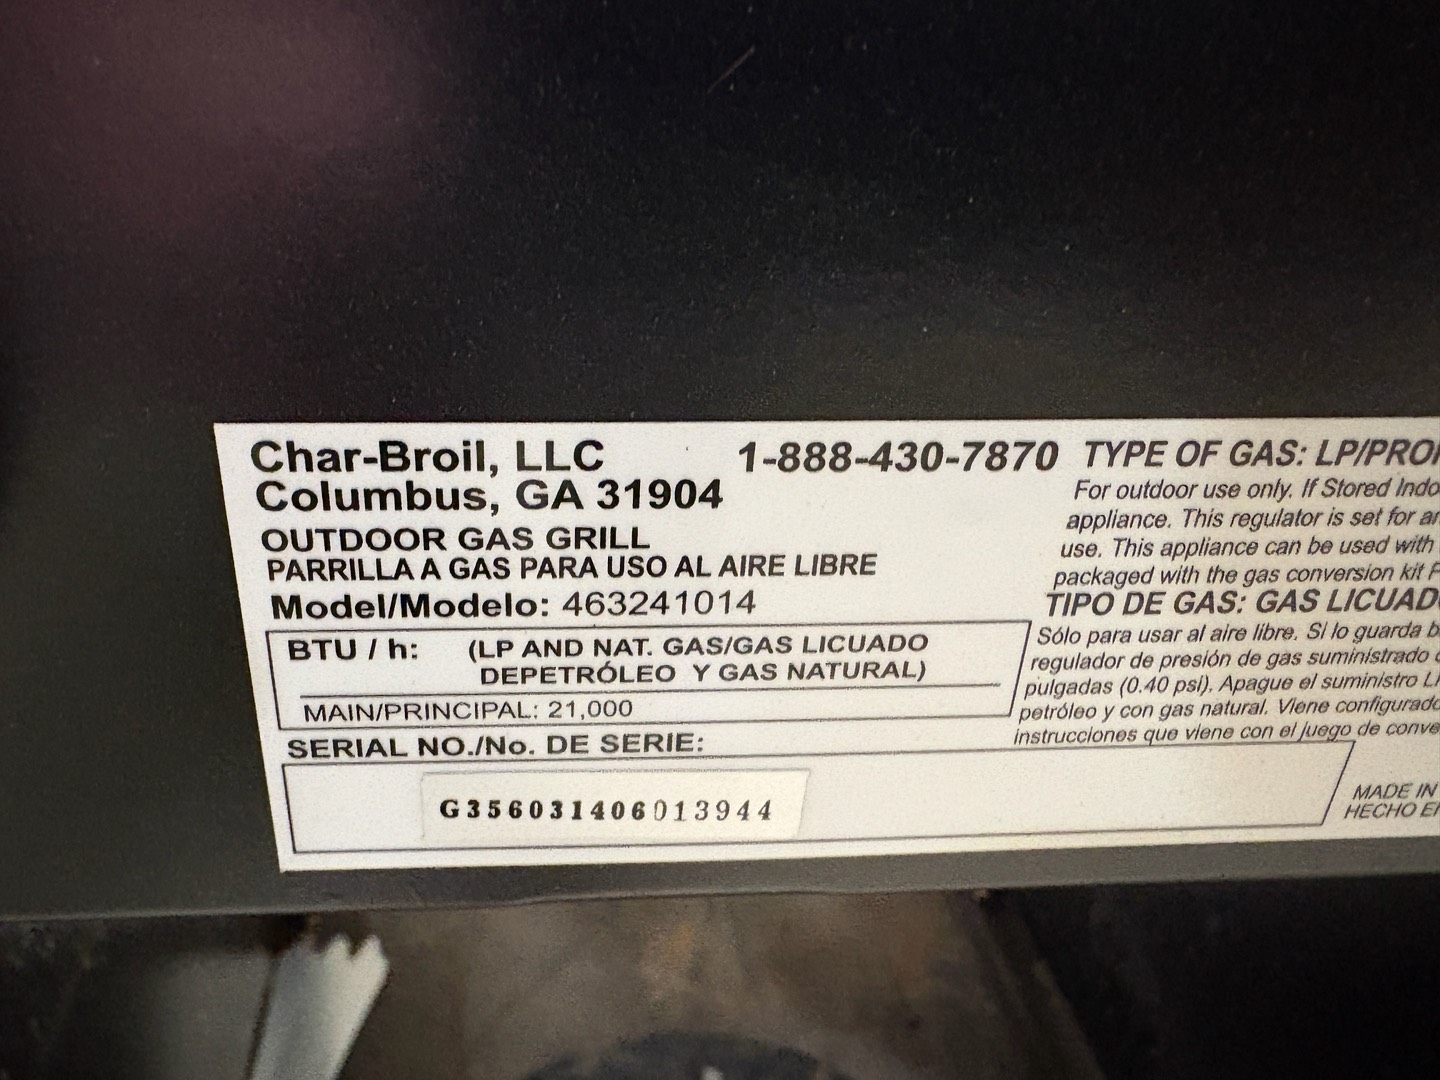 Char-Broil, LLC
Columbus, GA 31904
1-888-430-7870
OUTDOOR GAS GRILL
PARRILLA A GAS PARA USO AL AIRE LIBRE
Model/Modelo: 463241014
BTU / h: (LP AND NAT. GAS/GAS LICUADO
DEPETRÓLEO Y GAS NATURAL)
MAIN/PRINCIPAL: 21,000
SERIAL NO./No. DE SERIE:
G356031406013944
TYPE OF GAS: LP/PRO
For outdoor use only. If Stored Indo
appliance. This regulator is set for an
use. This appliance can be used with
packaged with the gas conversion kit
TIPO DE GAS: GAS LICUAD
Sólo para usar al aire libre. Si lo guarda b
regulador de presión de gas suministrado
pulgadas (0.40 psi). Apague el suministro
petróleo y con gas natural. Viene configurado
instrucciones que viene con el juego de conve
MADE IN
HECHO EN